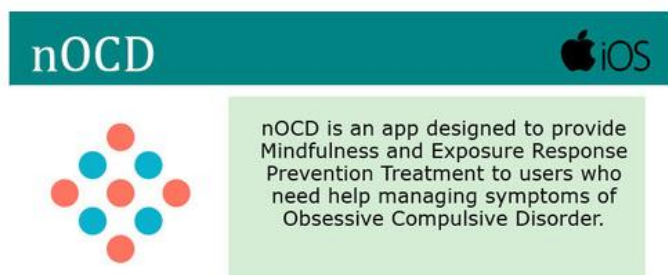 nOCD
iOS
nOCD is an app designed to provide
Mindfulness and Exposure Response
Prevention Treatment to users who
need help managing symptoms of
Obsessive Compulsive Disorder.